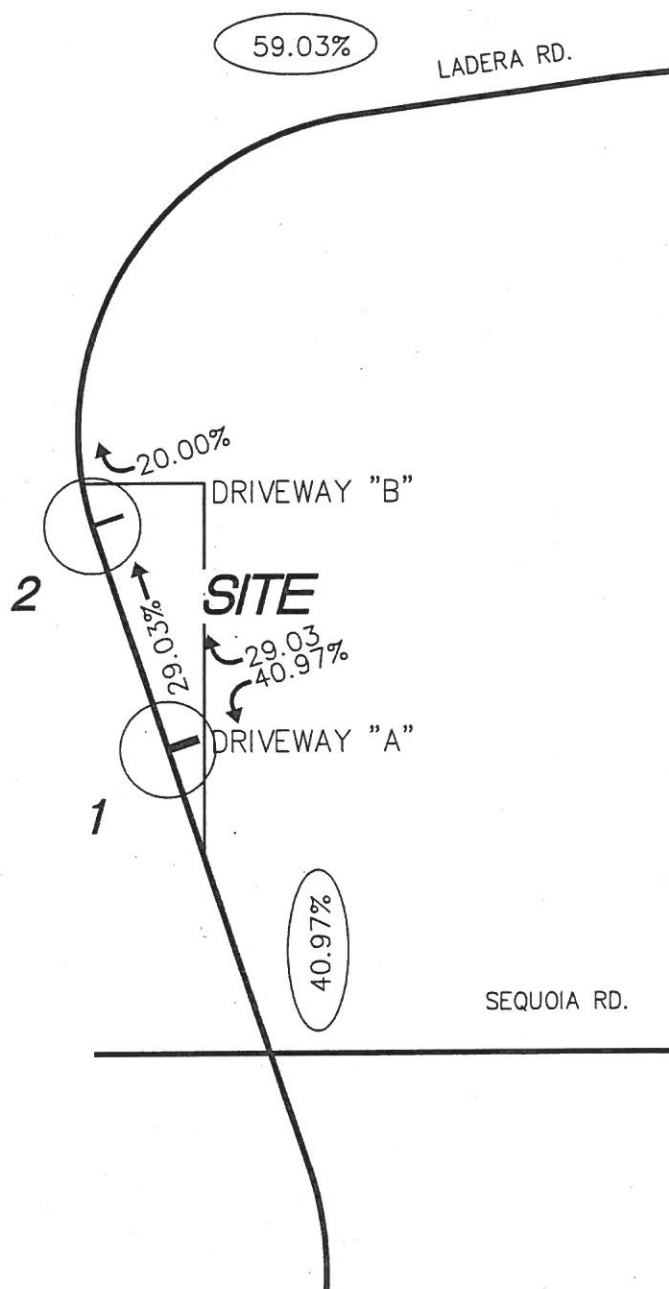 59.03%
LADERA RD.
20.00%
DRIVEWAY "B"
2
SITE
29.03%
29.03
40.97%
DRIVEWAY "A"
1
40.97%
SEQUOIA RD.